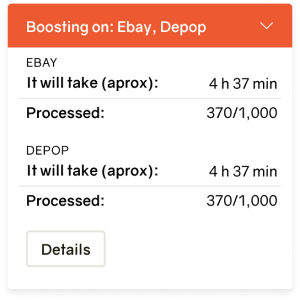 Boosting on: Ebay, Depop
EBAY
It will take (aprox): 4 h 37 min
Processed: 370/1,000
DEPOP
It will take (aprox): 4 h 37 min
Processed: 370/1,000
Details